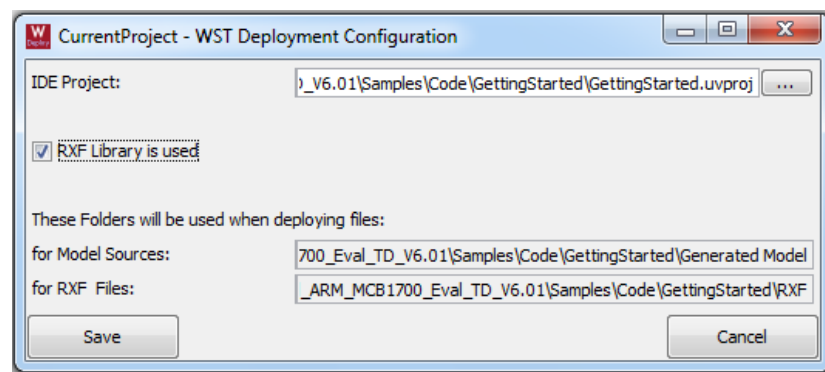 W
Deploy
CurrentProject - WST Deployment Configuration
IDE Project:
)_V6.01\Samples\Code\GettingStarted\GettingStarted.uvproj
...
RXF Library is used
These Folders will be used when deploying files:
for Model Sources:
700_Eval_TD_V6.01\Samples\Code\GettingStarted\Generated Model
for RXF Files:
_ARM_MCB1700_Eval_TD_V6.01\Samples\Code\GettingStarted\RXF
Save
Cancel